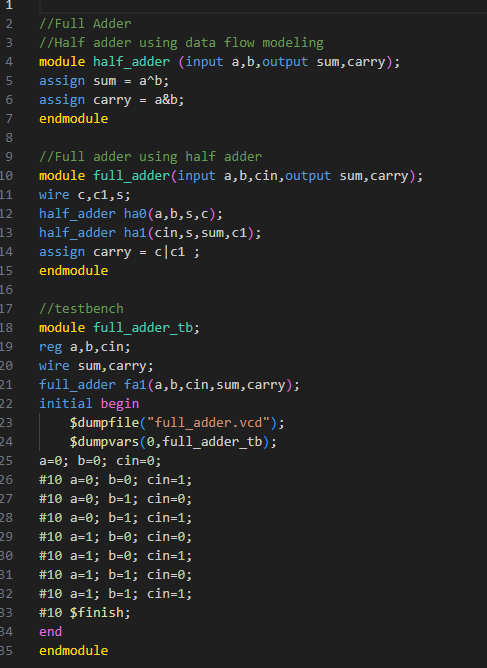 1
2 //Full Adder
3 //Half adder using data flow modeling
4 module half_adder (input a,b,output sum,carry);
5 assign sum = a^b;
6 assign carry = a&b;
7 endmodule
8
9 //Full adder using half adder
10 module full_adder(input a,b,cin,output sum,carry);
11 wire c,c1,s;
12 half_adder ha0(a,b,s,c);
13 half_adder ha1(cin,s,sum,c1);
14 assign carry = c|c1 ;
15 endmodule
16
17 //testbench
18 module full_adder_tb;
19 reg a,b,cin;
20 wire sum,carry;
21 full_adder fa1(a,b,cin,sum,carry);
22 initial begin
23     $dumpfile("full_adder.vcd");
24     $dumpvars(0,full_adder_tb);
25 a=0; b=0; cin=0;
26 #10 a=0; b=0; cin=1;
27 #10 a=0; b=1; cin=0;
28 #10 a=0; b=1; cin=1;
29 #10 a=1; b=0; cin=0;
30 #10 a=1; b=0; cin=1;
31 #10 a=1; b=1; cin=0;
32 #10 a=1; b=1; cin=1;
33 #10 $finish;
34 end
35 endmodule